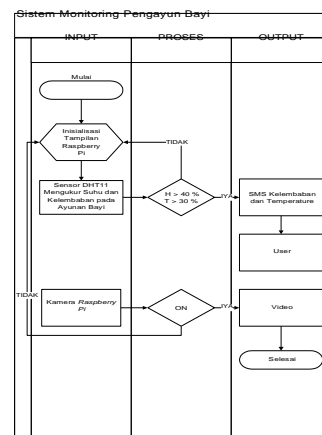 Sistem Monitoring Pengayun Bayi
INPUT
PROSES
OUTPUT
Mulai
Inisialisasi
Tampilan
Raspberry
Pi
TIDAK
Sensor DHT11
Mengukur Suhu dan
Kelembaban pada
Ayunan Bayi
H > 40 %
T > 30 %
IYA
SMS Kelembaban
dan Temperature
User
TIDAK
Kamera Raspberry
Pi
ON
IYA
Video
Selesai